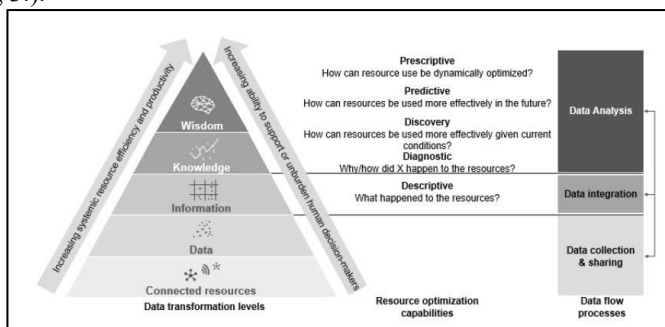 Increasing systemic resource efficiency and productivity
Increasing ability to support or unburden human decision-makers
Wisdom
Knowledge
Information
Data
Connected resources
Data transformation levels
Prescriptive
How can resource use be dynamically optimized?
Predictive
How can resources be used more effectively in the future?
Discovery
How can resources be used more effectively given current
conditions?
Diagnostic
Why/how did X happen to the resources?
Descriptive
What happened to the resources?
Resource optimization
capabilities
Data Analysis
Data integration
Data collection
& sharing
Data flow
processes